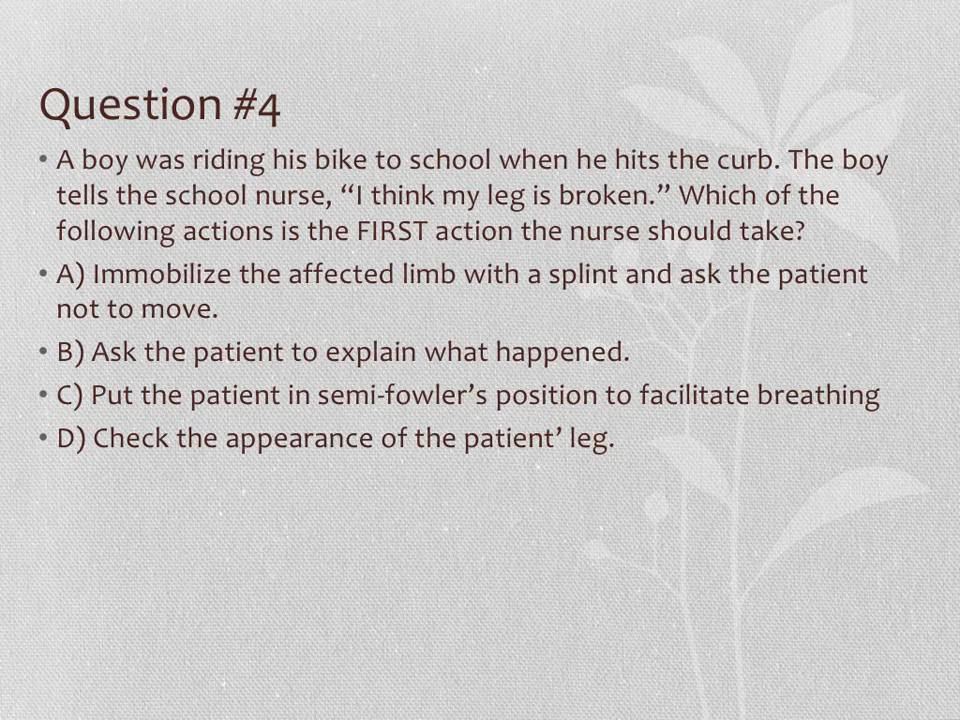 Question #4
• A boy was riding his bike to school when he hits the curb. The boy
tells the school nurse, “I think my leg is broken.” Which of the
following actions is the FIRST action the nurse should take?
• A) Immobilize the affected limb with a splint and ask the patient
not to move.
• B) Ask the patient to explain what happened.
• C) Put the patient in semi-fowler’s position to facilitate breathing
• D) Check the appearance of the patient’ leg.